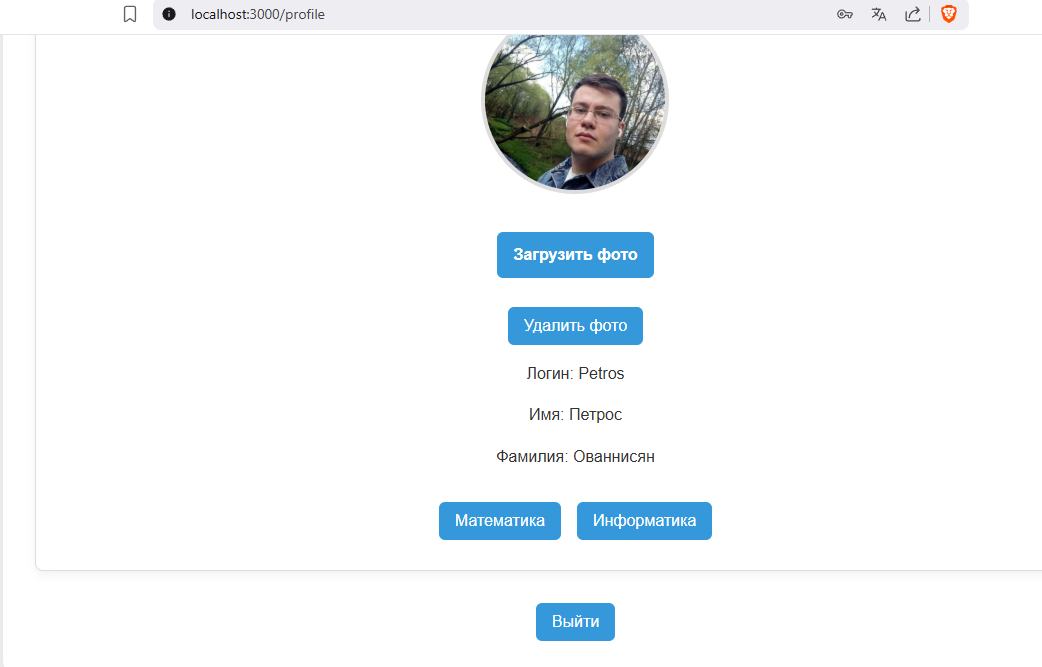 localhost:3000/profile
Загрузить фото
Удалить фото
Логин: Petros
Имя: Петрос
Фамилия: Ованнисян
Математика Информатика
Выйти